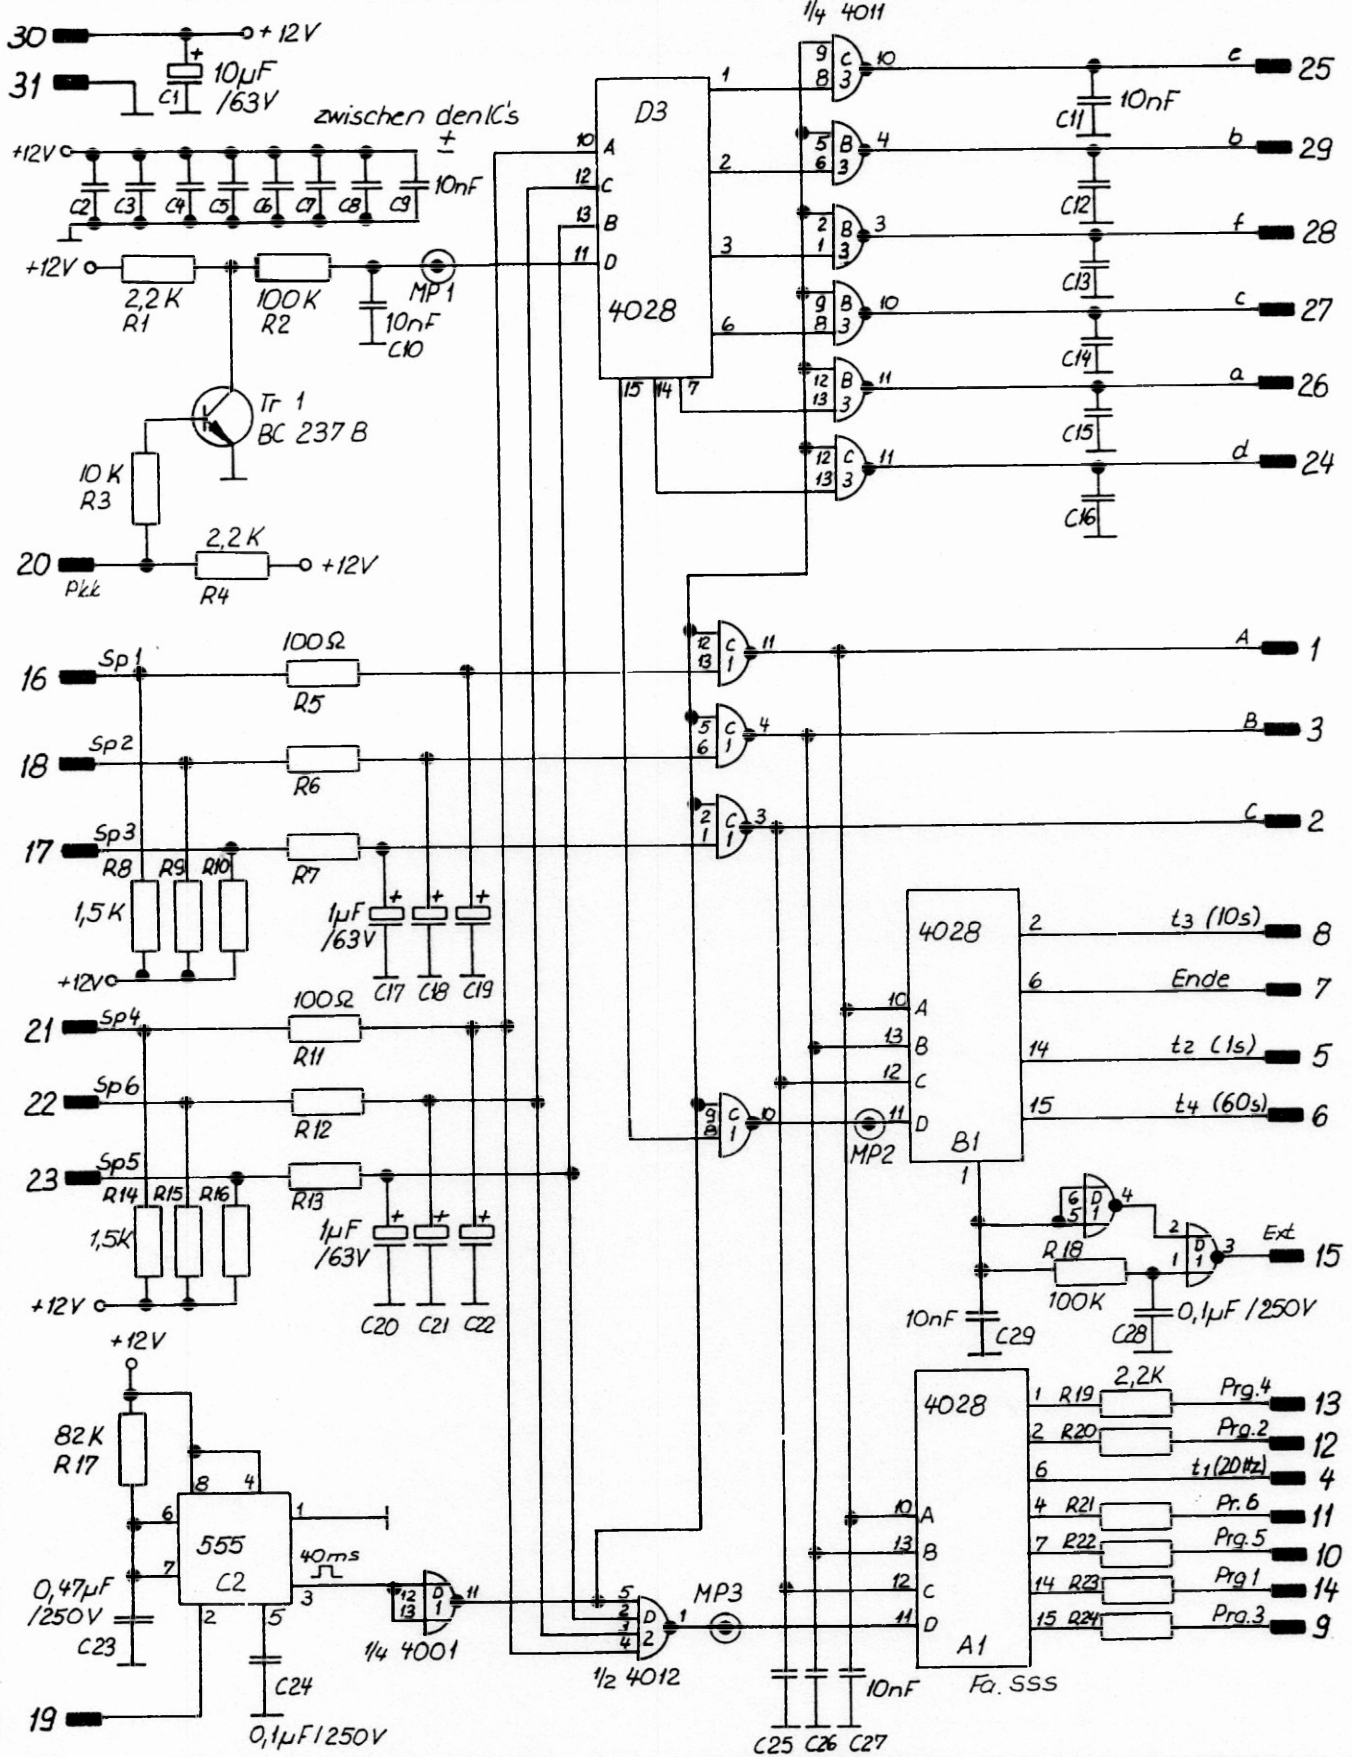 1/4 4011
30
+12V
+
10µF
/63V
C1
31
zwischen den IC's
±
+12V
C2 C3 C4 C5 C6 C7 C8 C9
10nF
+12V
2,2K
R1
100K
R2
10nF
C10
MP1
Tr 1
BC 237 B
10K
R3
20
Pkk
2,2K
R4
+12V
D3
4028
10 A
12 C
13 B
11 D
1
2
3
6
15 14 7
9 C 10
8 3
e 25
C11 10nF
5 B 4
6 3
b 29
C12
2 B 3
1 3
f 28
C13
9 B 10
8 3
c 27
C14
12 B 11
13 3
a 26
C15
12 C 11
13 3
d 24
C16
16 Sp1
100Ω
R5
12 C 11
13 1
A 1
18 Sp2
R6
5 C 4
6 1
B 3
17 Sp3
R7
2 C 3
1 1
C 2
R8 R9 R10
1,5K
+12V
1µF
/63V
+ + +
C17 C18 C19
21 Sp4
100Ω
R11
22 Sp6
R12
23 Sp5
R13
R14 R15 R16
1,5K
+12V
1µF
/63V
+ + +
C20 C21 C22
9 C 10
8 1
MP2
4028
10 A
13 B
12 C
11 D
B1
1
2 t3 (10s) 8
6 Ende 7
14 t2 (1s) 5
15 t4 (60s) 6
6 D 4
5 1
2 D 3
1 1
Ext 15
R18
100K
10nF
C29
C28
0,1µF/250V
+12V
82K
R17
8 4
6
7
555
C2
1
3
2 5
40ms
0,47µF
/250V
C23
C24
0,1µF/250V
19
12 D 11
13 1
1/4 4001
5
2 D
3 2
4
1
1/2 4012
MP3
4028
10 A
13 B
12 C
11 D
A1
Fa. SSS
2,2K
1 R19 Prg.4 13
2 R20 Prg.2 12
6 t1(20Hz) 4
4 R21 Pr.6 11
7 R22 Prg.5 10
14 R23 Prg1 14
15 R24 Prg.3 9
10nF
C25 C26 C27